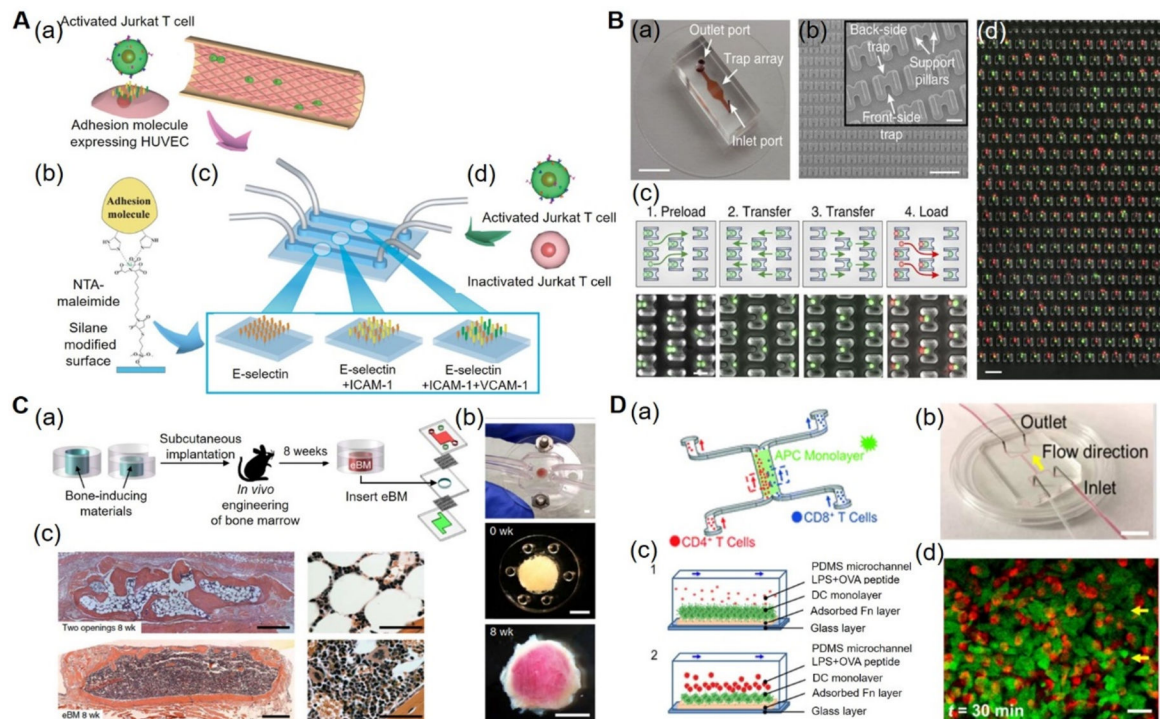 A
(a)
Activated Jurkat T cell
Adhesion molecule
expressing HUVEC
(b)
Adhesion
molecule
NTA-
maleimide
Silane
modified
surface
(c)
E-selectin
E-selectin
+ICAM-1
E-selectin
+ICAM-1+VCAM-1
(d)
Activated Jurkat T cell
Inactivated Jurkat T cell
B
(a)
Outlet port
Trap array
Inlet port
(b)
Back-side
trap
Support
pillars
Front-side
trap
(c)
1. Preload
2. Transfer
3. Transfer
4. Load
(d)
C
(a)
Bone-inducing
materials
Subcutaneous
implantation
In vivo
engineering
of bone marrow
8 weeks
eBM
Insert eBM
(b)
0 wk
8 wk
(c)
Two openings 8 wk
eBM 8 wk
D
(a)
APC Monolayer
CD8⁺ T Cells
CD4⁺ T Cells
(b)
Outlet
Flow direction
Inlet
(c)
1
PDMS microchannel
LPS+OVA peptide
DC monolayer
Adsorbed Fn layer
Glass layer
2
PDMS microchannel
LPS+OVA peptide
DC monolayer
Adsorbed Fn layer
Glass layer
(d)
t = 30 min